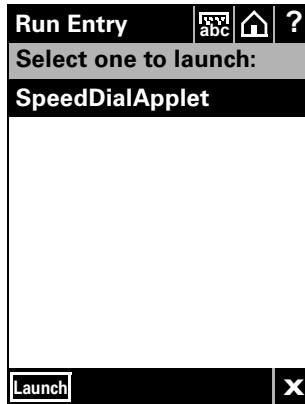 Run Entry abc ?
Select one to launch:
SpeedDialApplet
Launch x